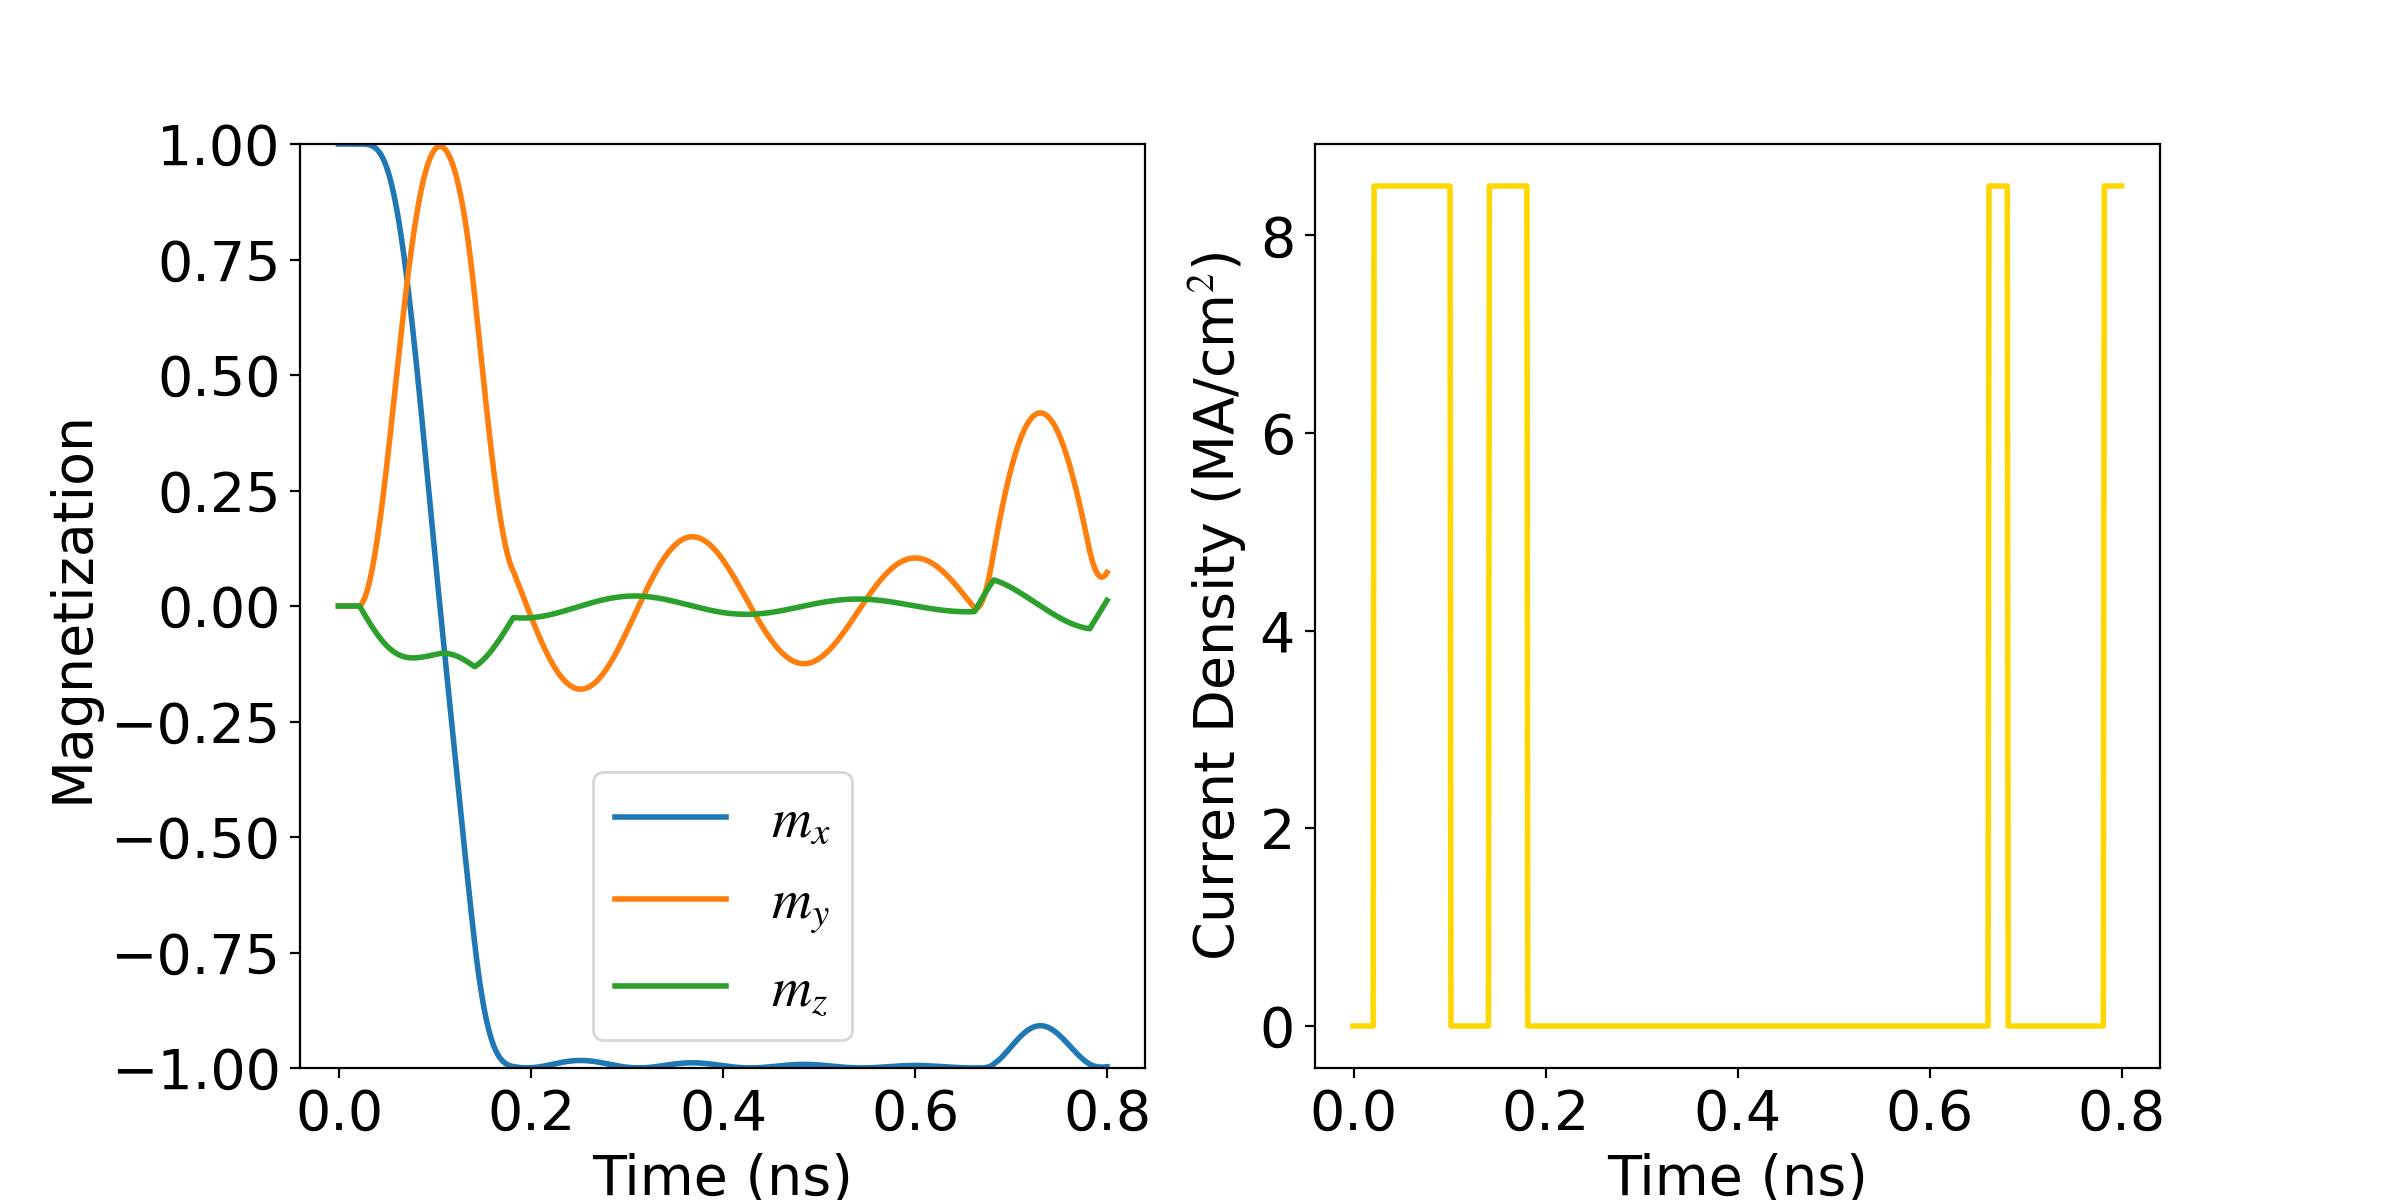 Magnetization
1.00
0.75
0.50
0.25
0.00
−0.25
−0.50
−0.75
−1.00
0.0 0.2 0.4 0.6 0.8
Time (ns)
m_x
m_y
m_z
Current Density (MA/cm²)
8
6
4
2
0
0.0 0.2 0.4 0.6 0.8
Time (ns)